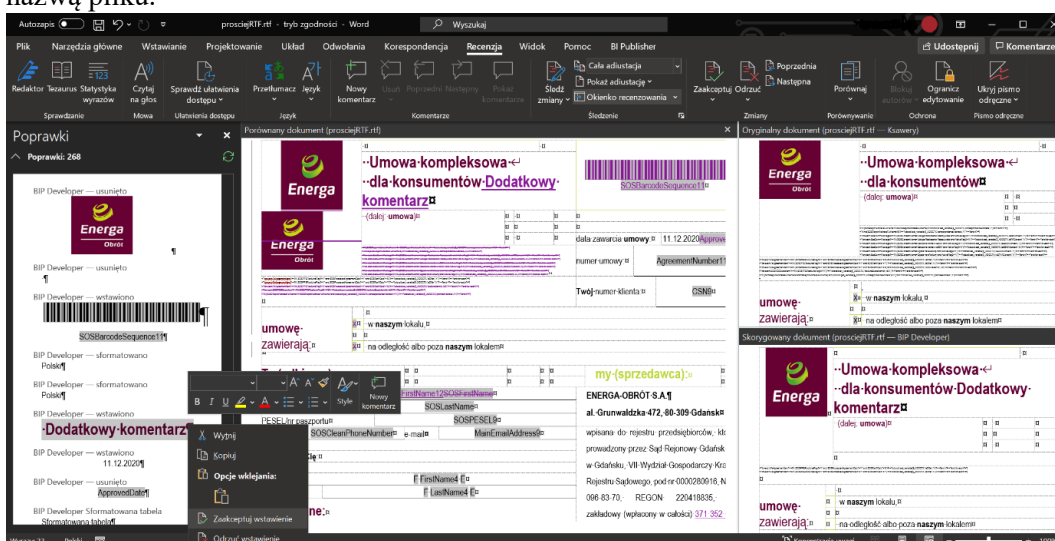 nazwą pliku.
Autozapis
prosciejRTF.rtf - tryb zgodności - Word
Wyszukaj
Plik Narzędzia główne Wstawianie Projektowanie Układ Odwołania Korespondencja Recenzja Widok Pomoc BI Publisher Udostępnij Komentarze
Redaktor Tezaurus Statystyka wyrazów
Czytaj na głos
Sprawdź ułatwienia dostępu
Przetłumacz Język
Nowy komentarz Usuń Poprzedni Następny Pokaż komentarze
Śledź zmiany
Cała adiustacja
Pokaż adiustację
Okienko recenzowania
Zaakceptuj Odrzuć
Poprzednia
Następna
Porównaj
Blokuj autorów
Ogranicz edytowanie
Ukryj pismo odręczne
Sprawdzanie Mowa Ułatwienia dostępu Język Komentarze Śledzenie Zmiany Porównywanie Ochrona Pismo odręczne
Poprawki
Poprawki: 268
BIP Developer — usunięto
Energa
Obrót
BIP Developer — usunięto
BIP Developer — wstawiono
SOSBarcodeSequence11
BIP Developer — sformatowano
Polski
BIP Developer — sformatowano
Polski
BIP Developer — wstawiono
·Dodatkowy·komentarz
BIP Developer — wstawiono
11.12.2020
BIP Developer — wstawiono
ApprovedDate
BIP Developer Sformatowana tabela
Sformatowana tabela
Style
Nowy komentarz
Wytnij
Kopiuj
Opcje wklejania:
Zaakceptuj wstawienie
Odrzuć wstawienie
Porównany dokument (prosciejRTF.rtf)
Energa
Energa
Obrót
··Umowa·kompleksowa·
··dla·konsumentów·Dodatkowy·
komentarz
(dalej: umowa)
SOSBarcodeSequence11
data zawarcia umowy: 11.12.2020
numer·umowy: AgreementNumber11
Twój·numer·klienta: CSN9
umowę·
zawierają:
w naszym lokalu,
na odległość albo poza naszym lokalem
FirstName12SOSFirstName
SOSLastName
PESEL/nr paszportu SOSPESEL9
SOSCleanPhoneNumber e-mail MainEmailAddress9
F FirstName4 E
F LastName4 E
my·(sprzedawca):
ENERGA-OBRÓT·S.A.
al.·Grunwaldzka·472,·80-309·Gdańsk
wpisana· do· rejestru· przedsiębiorców,·
prowadzony przez Sąd Rejonowy Gdańsk
w·Gdańsku,·VII·Wydział·Gospodarczy·
Rejestru Sądowego, pod nr 0000280916,
096-83-70, REGON 220418835,
zakładowy (wpłacony w całości) 371 352
Oryginalny dokument (prosciejRTF.rtf — Ksawery)
Energa
Obrót
··Umowa·kompleksowa·
··dla·konsumentów
(dalej: umowa)
umowę·
zawierają:
w naszym lokalu,
na odległość albo poza naszym lokalem
Skorygowany dokument (prosciejRTF.rtf — BIP Developer)
Energa
··Umowa·kompleksowa·
··dla·konsumentów·Dodatkowy·
komentarz
(dalej: umowa)
umowę·
zawierają:
w naszym lokalu,
na odległość albo poza naszym lokalem